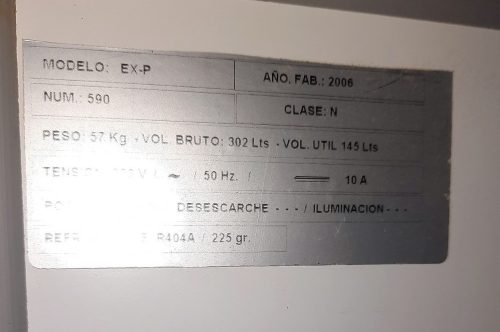 MODELO: EX-P
AÑO. FAB.: 2006
NUM.: 590
CLASE: N
PESO: 57 Kg - VOL. BRUTO: 302 Lts - VOL. UTIL 145 Lts
V / ~ / 50 Hz. / 10 A
DESESCARCHE - - - / ILUMINACION - - -
R404A / 225 gr.